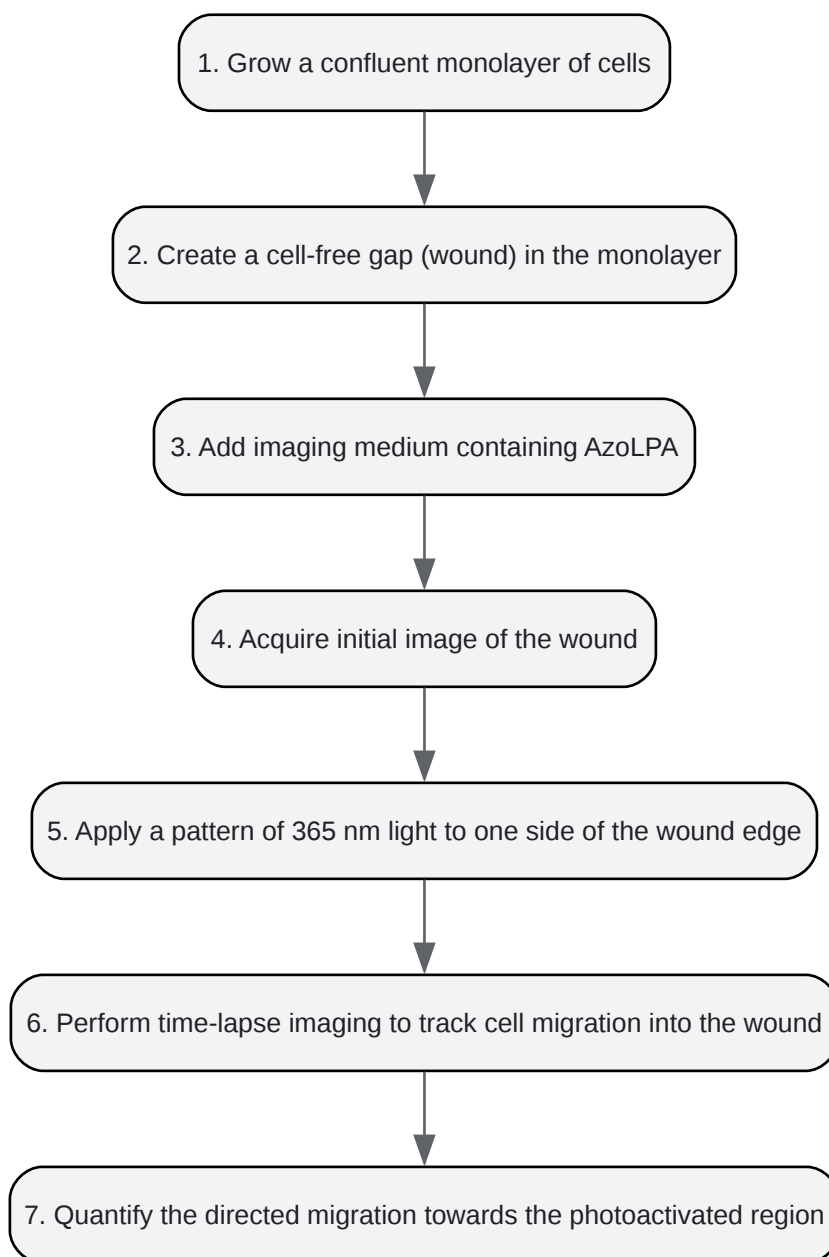 1. Grow a confluent monolayer of cells
2. Create a cell-free gap (wound) in the monolayer
3. Add imaging medium containing AzoLPA
4. Acquire initial image of the wound
5. Apply a pattern of 365 nm light to one side of the wound edge
6. Perform time-lapse imaging to track cell migration into the wound
7. Quantify the directed migration towards the photoactivated region